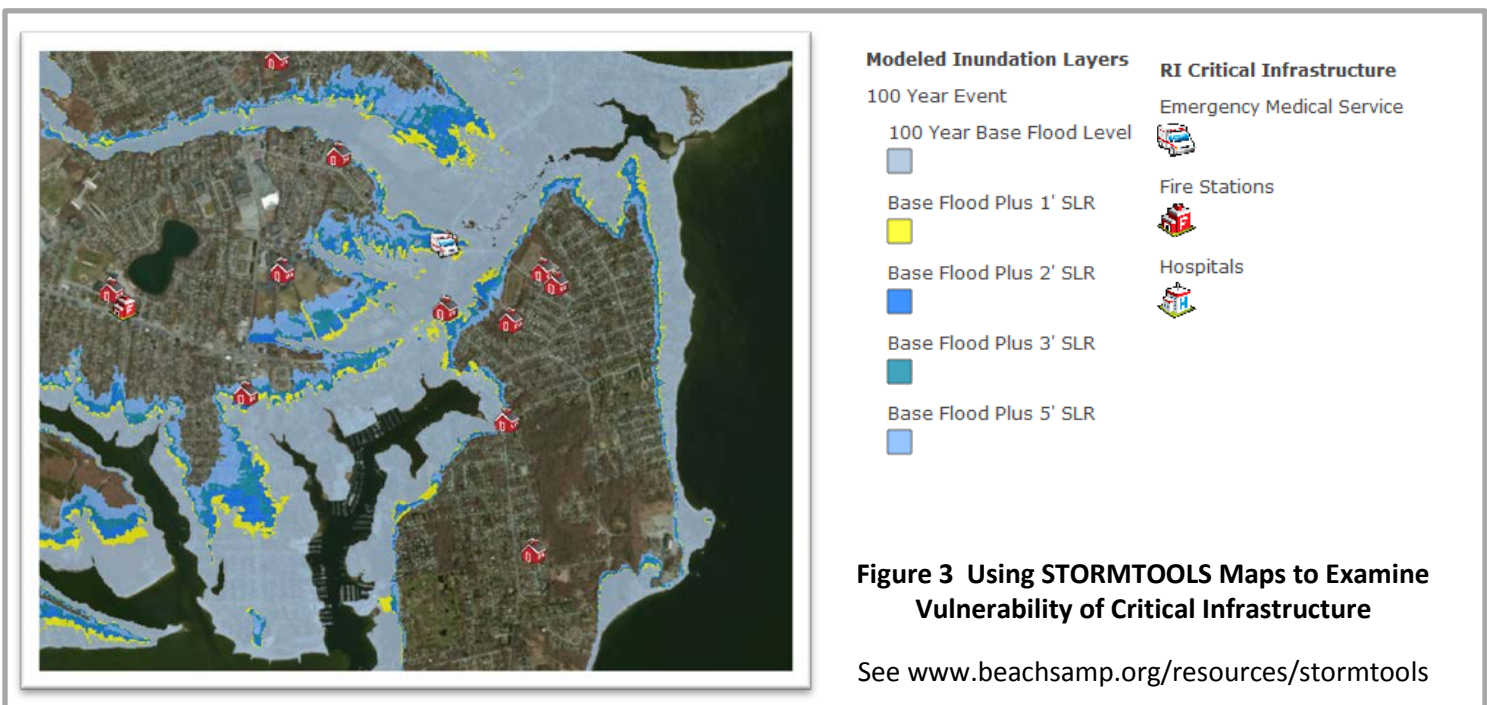 Modeled Inundation Layers
100 Year Event
100 Year Base Flood Level
Base Flood Plus 1' SLR
Base Flood Plus 2' SLR
Base Flood Plus 3' SLR
Base Flood Plus 5' SLR
RI Critical Infrastructure
Emergency Medical Service
Fire Stations
F
Hospitals
H
Figure 3 Using STORMTOOLS Maps to Examine
Vulnerability of Critical Infrastructure
See www.beachsamp.org/resources/stormtools